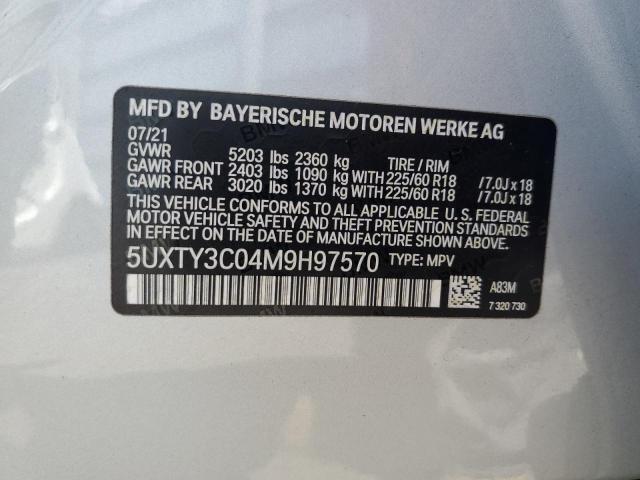 MFD BY BAYERISCHE MOTOREN WERKE AG
07/21
GVWR 5203 lbs 2360 kg TIRE / RIM
GAWR FRONT 2403 lbs 1090 kg WITH 225/60 R18 /7.0J x 18
GAWR REAR 3020 lbs 1370 kg WITH 225/60 R18 /7.0J x 18
THIS VEHICLE CONFORMS TO ALL APPLICABLE U. S. FEDERAL
MOTOR VEHICLE SAFETY AND THEFT PREVENTION STANDARDS
IN EFFECT ON THE DATE OF MANUFACTURE SHOWN ABOVE.
5UXTY3C04M9H97570 TYPE: MPV
A83M
7 320 730